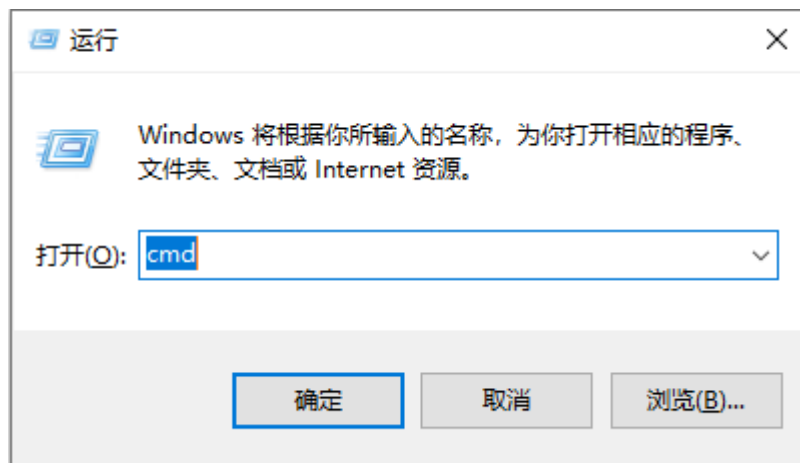 运行
Windows 将根据你所输入的名称，为你打开相应的程序、
文件夹、文档或 Internet 资源。
打开(O): cmd
确定 取消 浏览(B)...